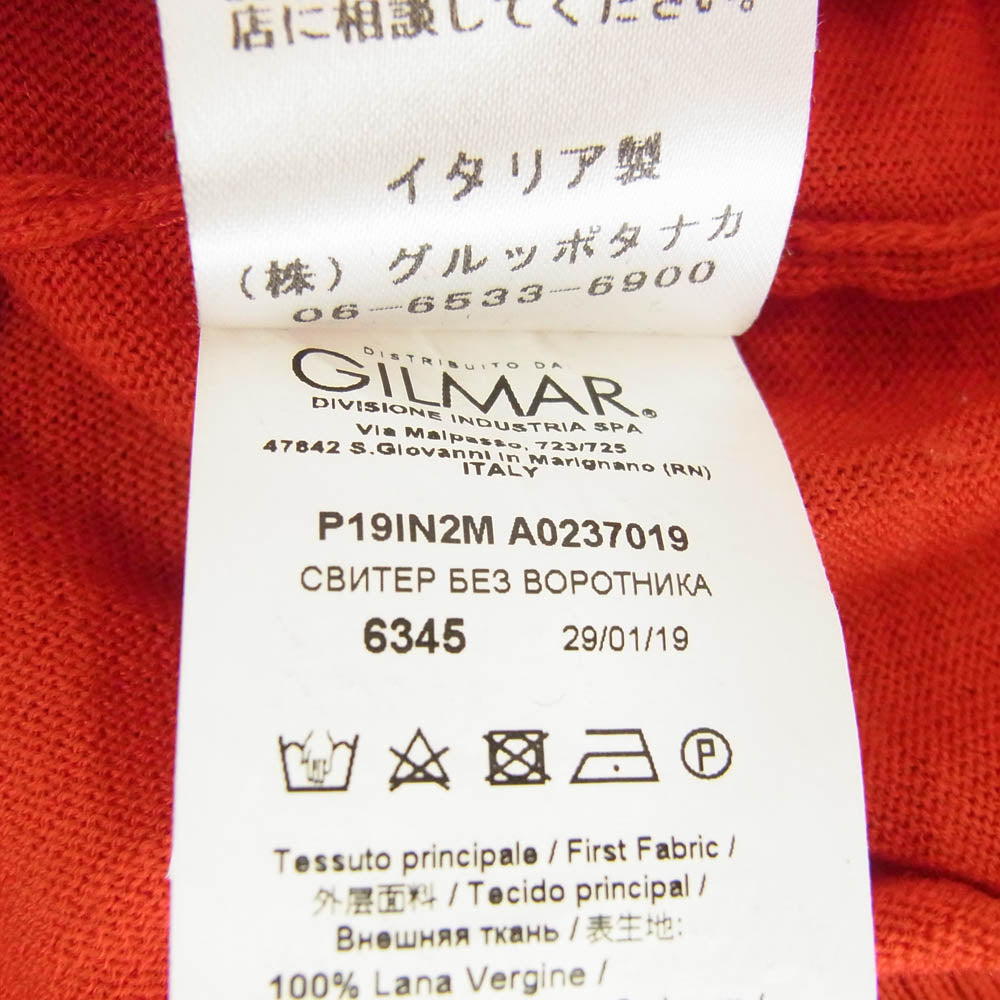 店に相談してください。
イタリア製
(株) グルッポタナカ
06-6533-6900
DISTRIBUITO DA:
GILMAR®
DIVISIONE INDUSTRIA SPA
Via Malpasso, 723/725
47842 S.Giovanni in Marignano (RN)
ITALY
P19IN2M A0237019
СВИТЕР БЕЗ ВОРОТНИКА
6345 29/01/19
P
Tessuto principale / First Fabric /
外层面料 / Tecido principal /
Внешняя ткань / 表生地:
100% Lana Vergine /